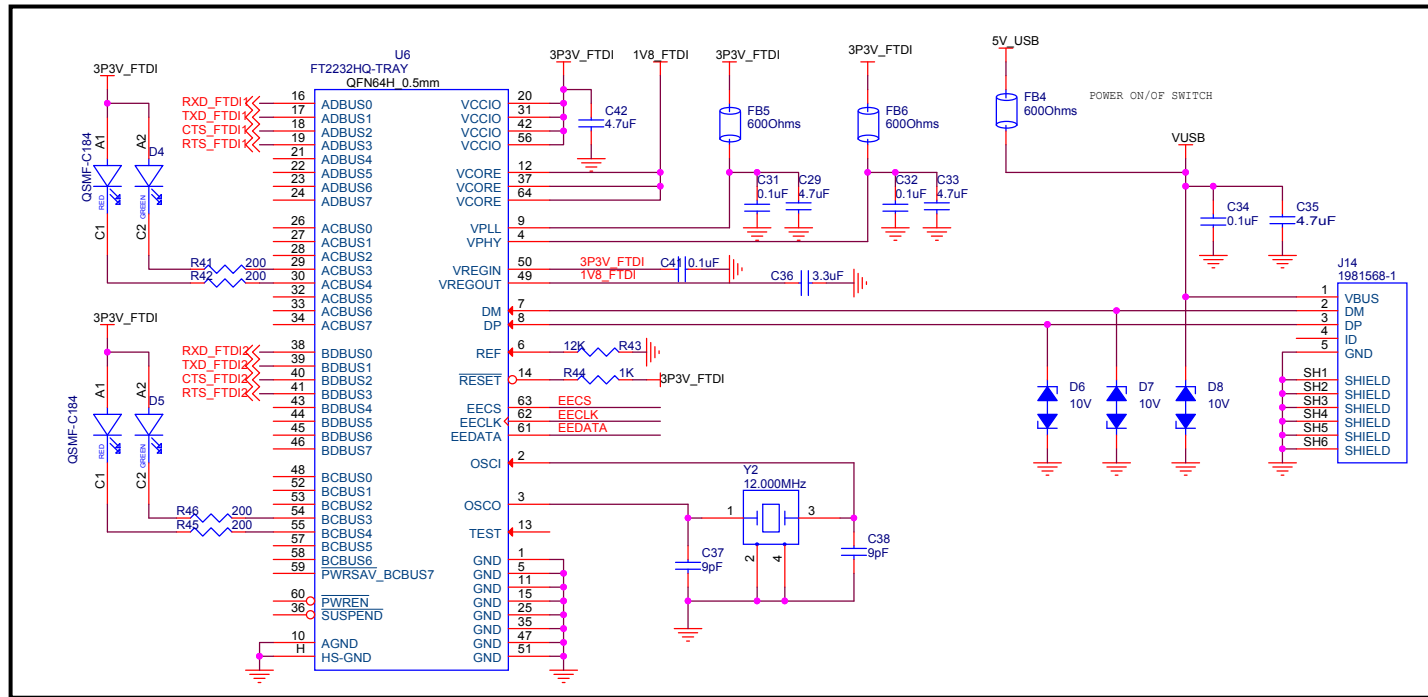 U6
FT2232HQ-TRAY
QFN64H_0.5mm
3P3V_FTDI
RXD_FTDI1
TXD_FTDI1
CTS_FTDI1
RTS_FTDI1
A1
A2
D4
QSMF-C184
RED
GREEN
C1
C2
R41 200
R42 200
3P3V_FTDI
RXD_FTDI2
TXD_FTDI2
CTS_FTDI2
RTS_FTDI2
A1
A2
D5
QSMF-C184
RED
GREEN
C1
C2
R46 200
R45 200
16 ADBUS0
17 ADBUS1
18 ADBUS2
19 ADBUS3
21 ADBUS4
22 ADBUS5
23 ADBUS6
24 ADBUS7
26 ACBUS0
27 ACBUS1
28 ACBUS2
29 ACBUS3
30 ACBUS4
32 ACBUS5
33 ACBUS6
34 ACBUS7
38 BDBUS0
39 BDBUS1
40 BDBUS2
41 BDBUS3
43 BDBUS4
44 BDBUS5
45 BDBUS6
46 BDBUS7
48 BCBUS0
52 BCBUS1
53 BCBUS2
54 BCBUS3
55 BCBUS4
57 BCBUS5
58 BCBUS6
59 PWRSAV_BCBUS7
60 PWREN
36 SUSPEND
10 AGND
H HS-GND
VCCIO 20
VCCIO 31
VCCIO 42
VCCIO 56
VCORE 12
VCORE 37
VCORE 64
VPLL 9
VPHY 4
VREGIN 50
VREGOUT 49
DM 7
DP 8
REF 6
RESET 14
EECS 63
EECLK 62
EEDATA 61
OSCI 2
OSCO 3
TEST 13
GND 1
GND 5
GND 11
GND 15
GND 25
GND 35
GND 47
GND 51
3P3V_FTDI
C42
4.7uF
1V8_FTDI
3P3V_FTDI
FB5
600Ohms
C31
0.1uF
C29
4.7uF
3P3V_FTDI
FB6
600Ohms
C32
0.1uF
C33
4.7uF
5V_USB
FB4
600Ohms
POWER ON/OF SWITCH
VUSB
C34
0.1uF
C35
4.7uF
3P3V_FTDI C41 0.1uF
1V8_FTDI C36 3.3uF
12K R43
R44 1K 3P3V_FTDI
EECS
EECLK
EEDATA
Y2
12.000MHz
1
3
2
4
C37
9pF
C38
9pF
D6
10V
D7
10V
D8
10V
J14
1981568-1
1 VBUS
2 DM
3 DP
4 ID
5 GND
SH1 SHIELD
SH2 SHIELD
SH3 SHIELD
SH4 SHIELD
SH5 SHIELD
SH6 SHIELD